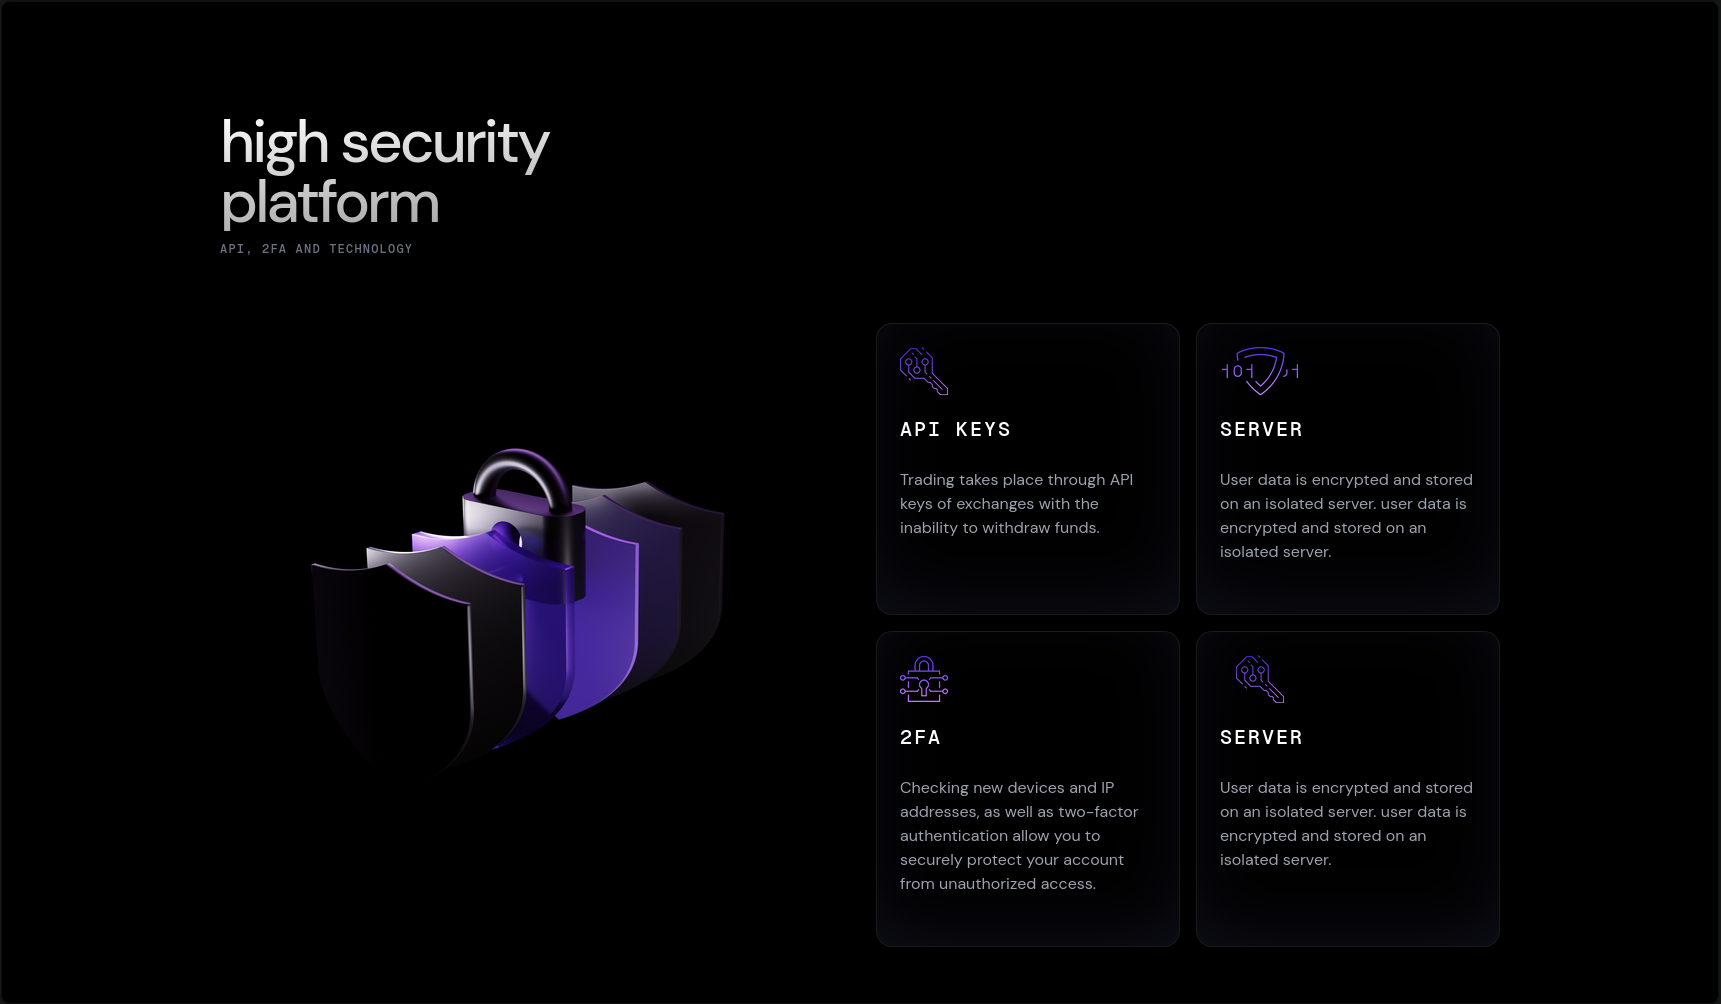 high security
platform
API, 2FA AND TECHNOLOGY
API KEYS
Trading takes place through API
keys of exchanges with the
inability to withdraw funds.
SERVER
User data is encrypted and stored
on an isolated server. user data is
encrypted and stored on an
isolated server.
2FA
Checking new devices and IP
addresses, as well as two-factor
authentication allow you to
securely protect your account
from unauthorized access.
SERVER
User data is encrypted and stored
on an isolated server. user data is
encrypted and stored on an
isolated server.